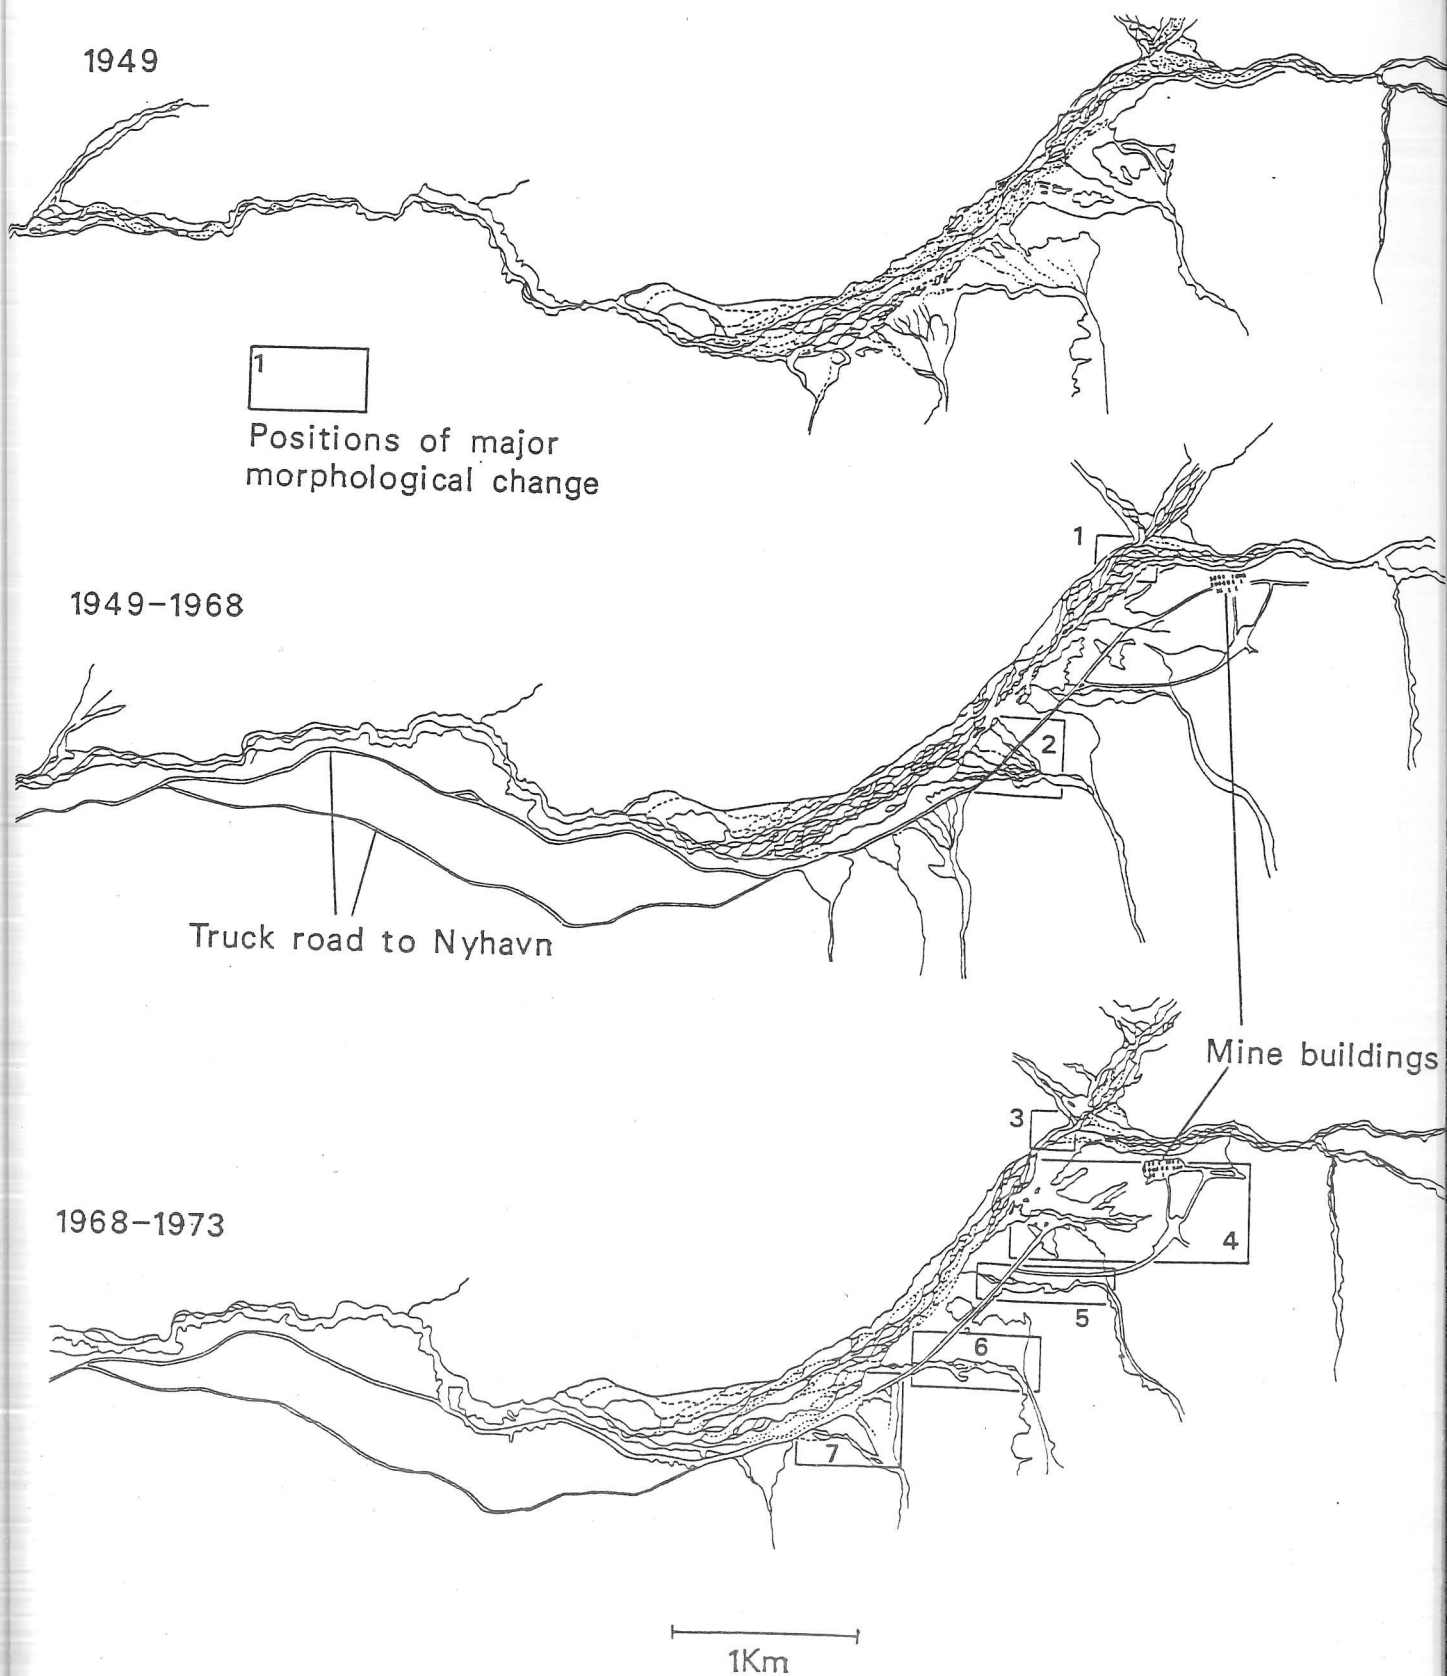 1949
1
Positions of major
morphological change
1
1949-1968
2
Truck road to Nyhavn
Mine buildings
3
1968-1973
4
5
6
7
1Km